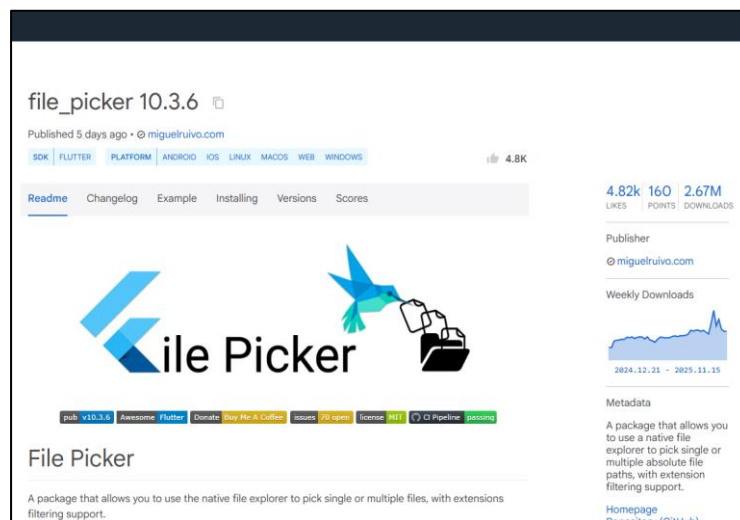 file_picker 10.3.6
Published 5 days ago • miguelruivo.com
SDK FLUTTER PLATFORM ANDROID IOS LINUX MACOS WEB WINDOWS
4.8K
Readme Changelog Example Installing Versions Scores
ile Picker
pub v10.3.6 Awesome Flutter Donate Buy Me A Coffee issues 70 open license MIT CI Pipeline passing
File Picker
A package that allows you to use the native file explorer to pick single or multiple files, with extensions
filtering support.
4.82k 160 2.67M
LIKES POINTS DOWNLOADS
Publisher
miguelruivo.com
Weekly Downloads
2024.12.21 - 2025.11.15
Metadata
A package that allows you
to use a native file
explorer to pick single or
multiple absolute file
paths, with extension
filtering support.
Homepage